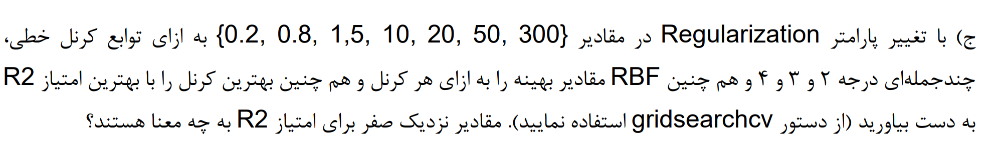 ج) با تغییر پارامتر Regularization در مقادیر {0.2, 0.8, 1,5, 10, 20, 50, 300} به ازای توابع کرنل خطی،
چندجمله‌ای درجه ۲ و ۳ و ۴ و هم چنین RBF مقادیر بهینه را به ازای هر کرنل و هم چنین بهترین کرنل را با بهترین امتیاز R2
به دست بیاورید (از دستور gridsearchcv استفاده نمایید). مقادیر نزدیک صفر برای امتیاز R2 به چه معنا هستند؟